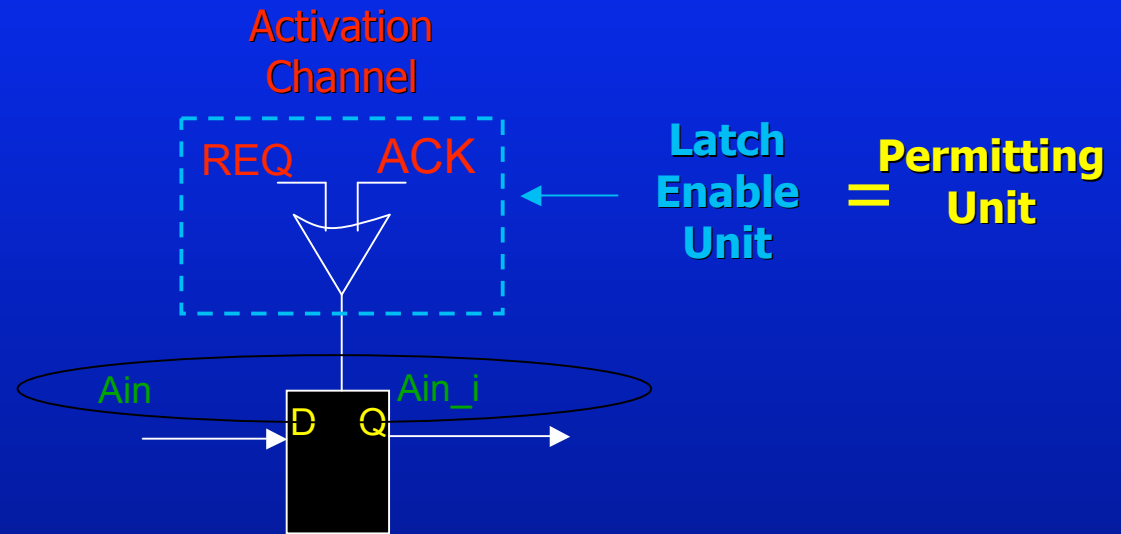 Activation
Channel
REQ ACK
Latch
Enable
Unit
=
Permitting
Unit
Ain
Ain_i
D Q